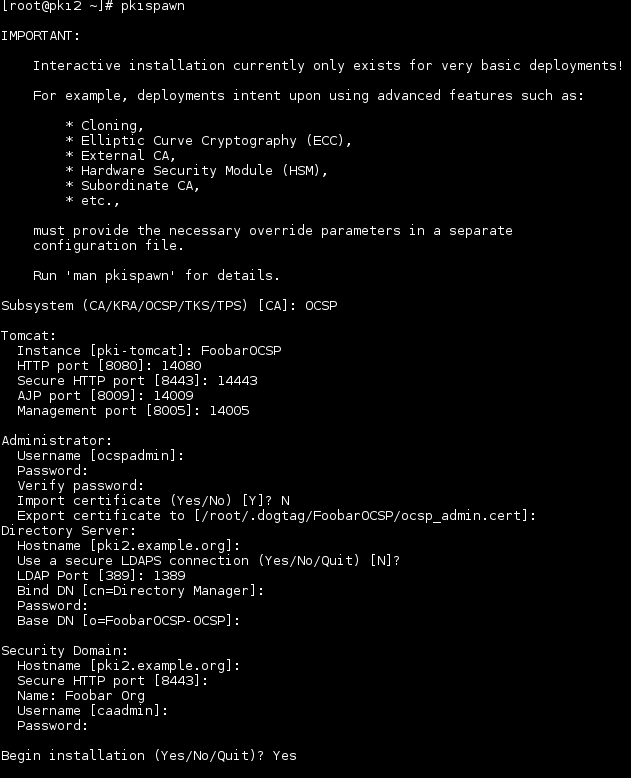 [root@pki2 ~]# pkispawn
IMPORTANT:
Interactive installation currently only exists for very basic deployments!
For example, deployments intent upon using advanced features such as:
* Cloning,
* Elliptic Curve Cryptography (ECC),
* External CA,
* Hardware Security Module (HSM),
* Subordinate CA,
* etc.,
must provide the necessary override parameters in a separate
configuration file.
Run 'man pkispawn' for details.
Subsystem (CA/KRA/OCSP/TKS/TPS) [CA]: OCSP
Tomcat:
Instance [pki-tomcat]: FoobarOCSP
HTTP port [8080]: 14080
Secure HTTP port [8443]: 14443
AJP port [8009]: 14009
Management port [8005]: 14005
Administrator:
Username [ocspadmin]:
Password:
Verify password:
Import certificate (Yes/No) [Y]? N
Export certificate to [/root/.dogtag/FoobarOCSP/ocsp_admin.cert]:
Directory Server:
Hostname [pki2.example.org]:
Use a secure LDAPS connection (Yes/No/Quit) [N]?
LDAP Port [389]: 1389
Bind DN [cn=Directory Manager]:
Password:
Base DN [o=FoobarOCSP-OCSP]:
Security Domain:
Hostname [pki2.example.org]:
Secure HTTP port [8443]:
Name: Foobar Org
Username [caadmin]:
Password:
Begin installation (Yes/No/Quit)? Yes